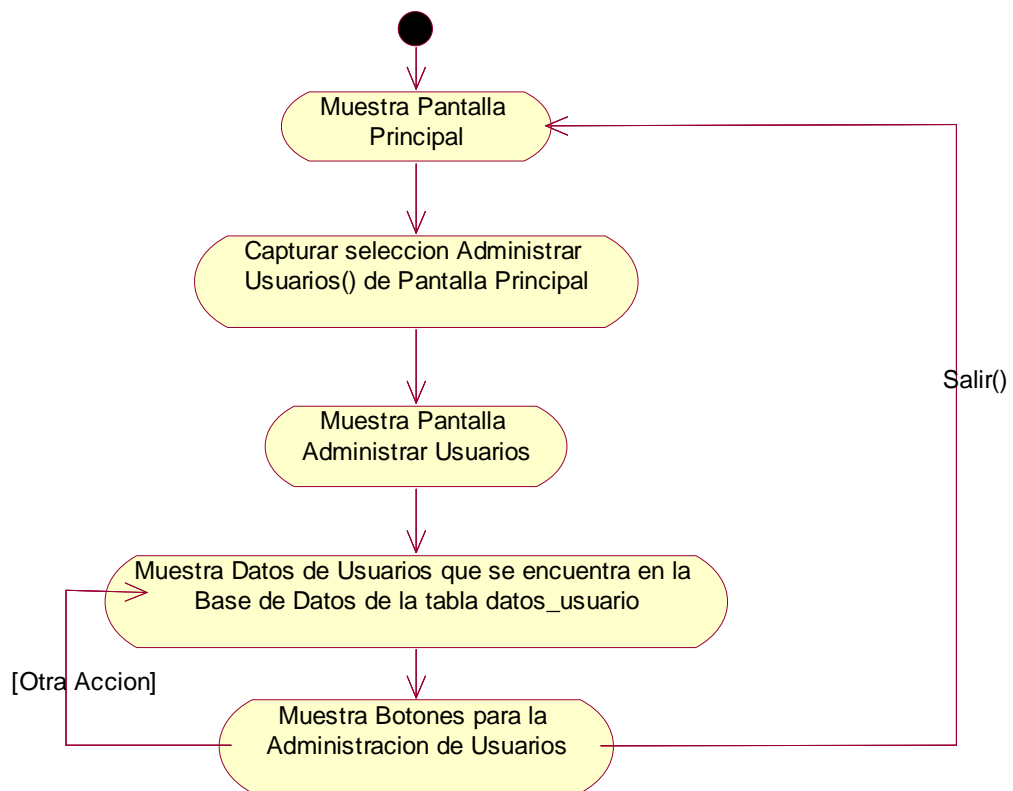 Muestra Pantalla
Principal
Capturar seleccion Administrar
Usuarios() de Pantalla Principal
Salir()
Muestra Pantalla
Administrar Usuarios
Muestra Datos de Usuarios que se encuentra en la
Base de Datos de la tabla datos_usuario
[Otra Accion]
Muestra Botones para la
Administracion de Usuarios